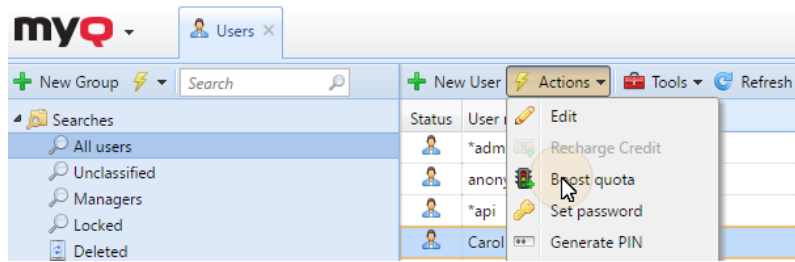 myQ
Users
New Group
Search
New User
Actions
Tools
Refresh
Searches
All users
Unclassified
Managers
Locked
Deleted
Status
User
*adm
anony
*api
Carol
Edit
Recharge Credit
Boost quota
Set password
Generate PIN